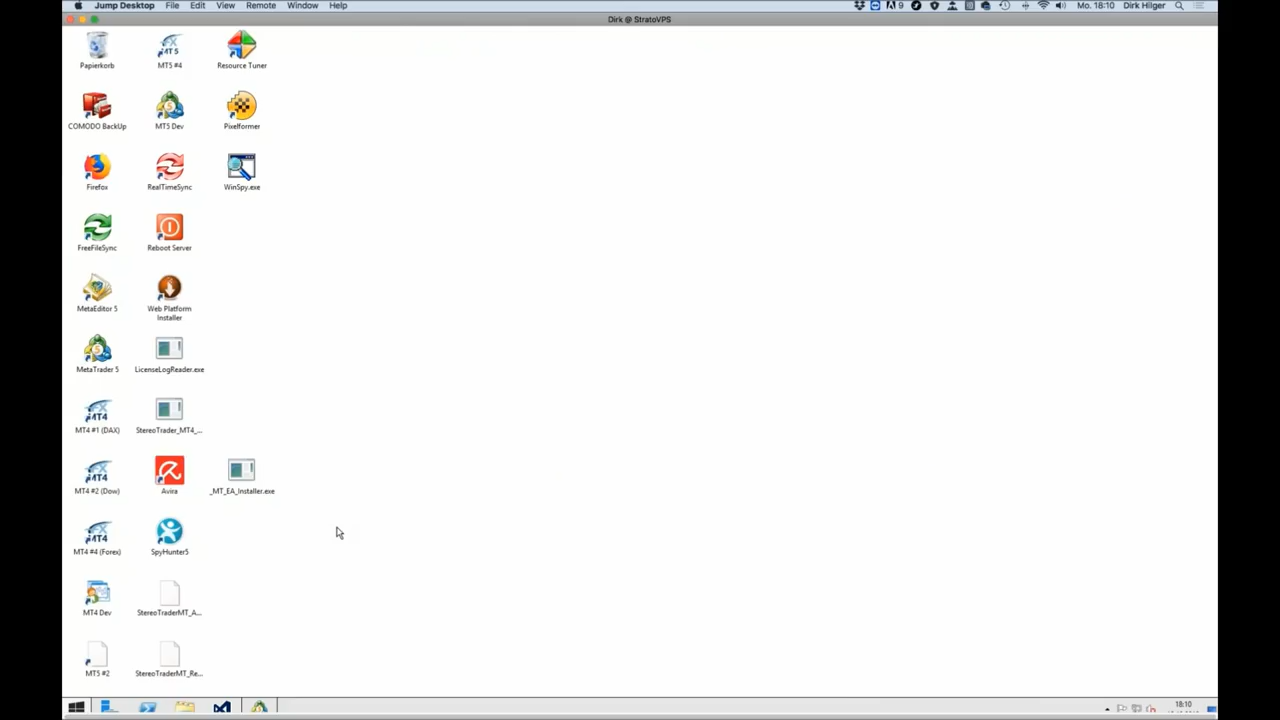 Jump Desktop File Edit View Remote Window Help 9 Mo. 18:10 Dirk Hilger
Dirk @ StratoVPS
Papierkorb
MT5 #4
Resource Tuner
COMODO BackUp
MT5 Dev
Pixelformer
Firefox
RealTimeSync
WinSpy.exe
FreeFileSync
Reboot Server
MetaEditor 5
Web Platform
Installer
MetaTrader 5
LicenseLogReader.exe
MT4 #1 (DAX)
StereoTrader_MT4_...
MT4 #2 (Dow)
Avira
_MT_EA_Installer.exe
MT4 #4 (Forex)
SpyHunter5
MT4 Dev
StereoTraderMT_A...
MT5 #2
StereoTraderMT_Re...
18:10